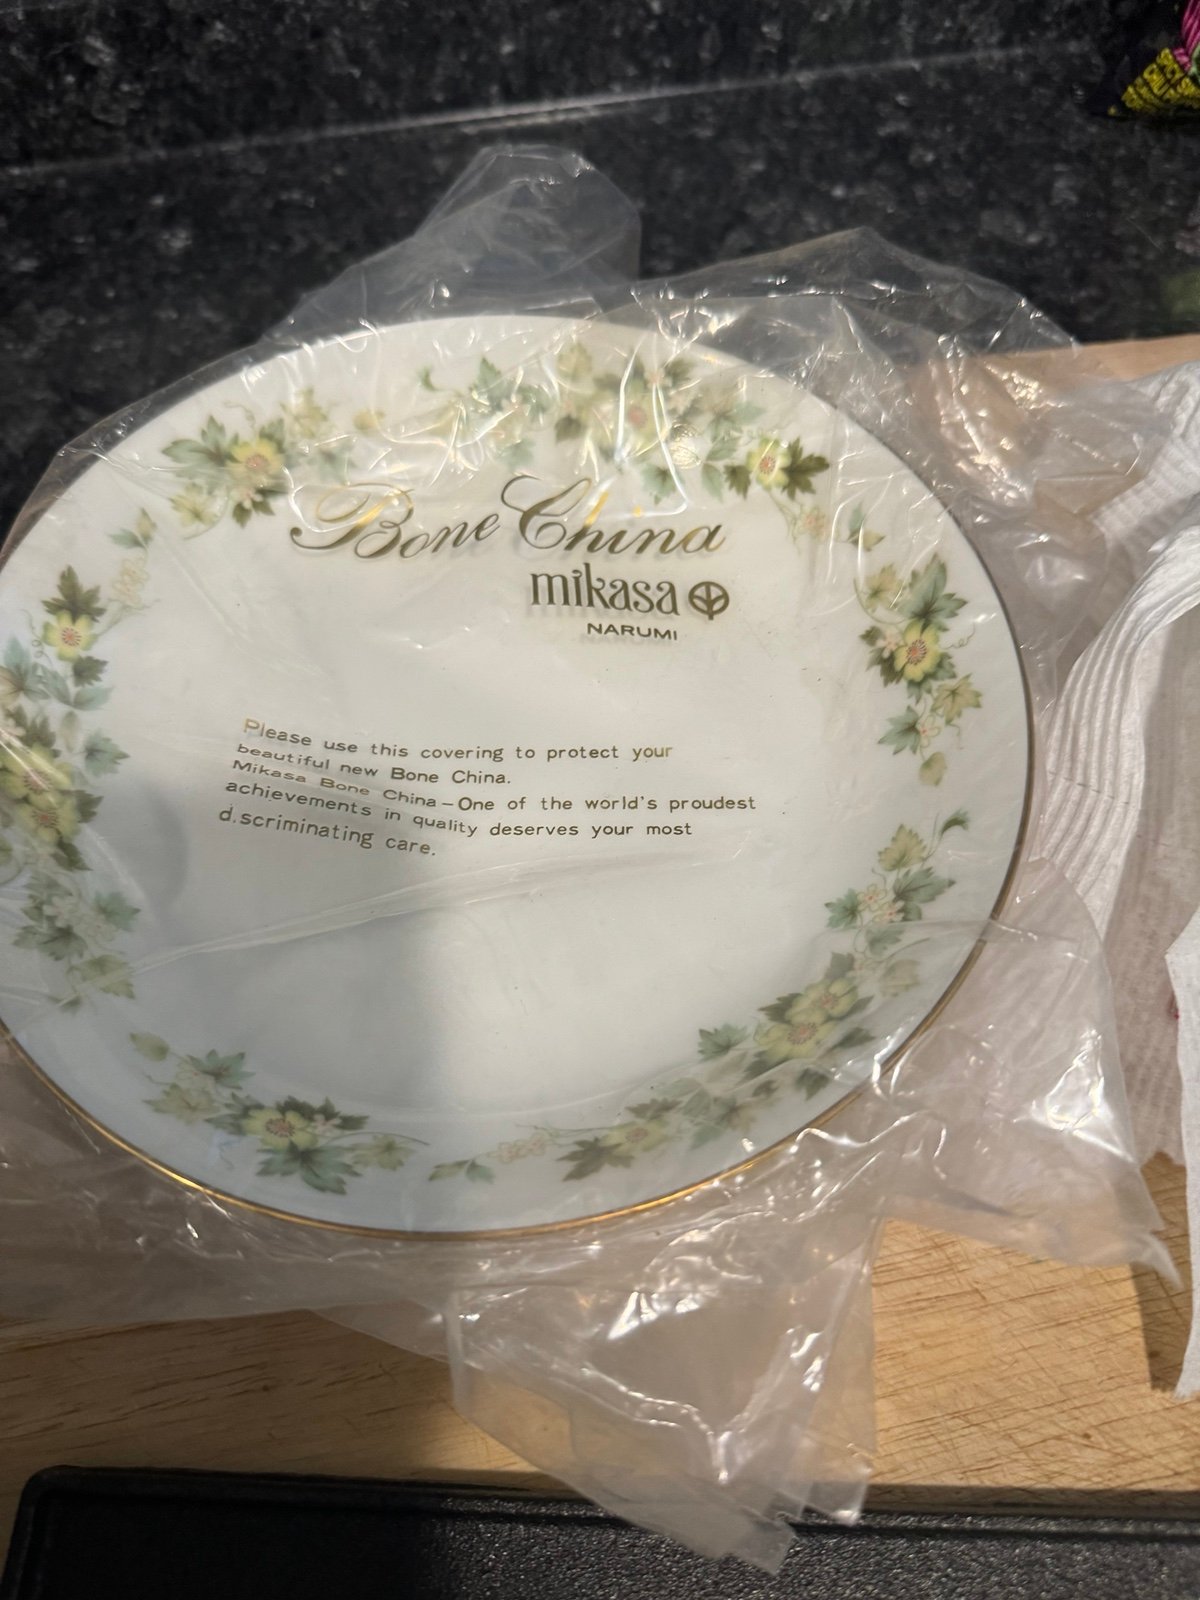 Bone China
mikasa
NARUMI
Please use this covering to protect your
beautiful new Bone China.
Mikasa Bone China – One of the world's proudest
achievements in quality deserves your most
d.scriminating care.